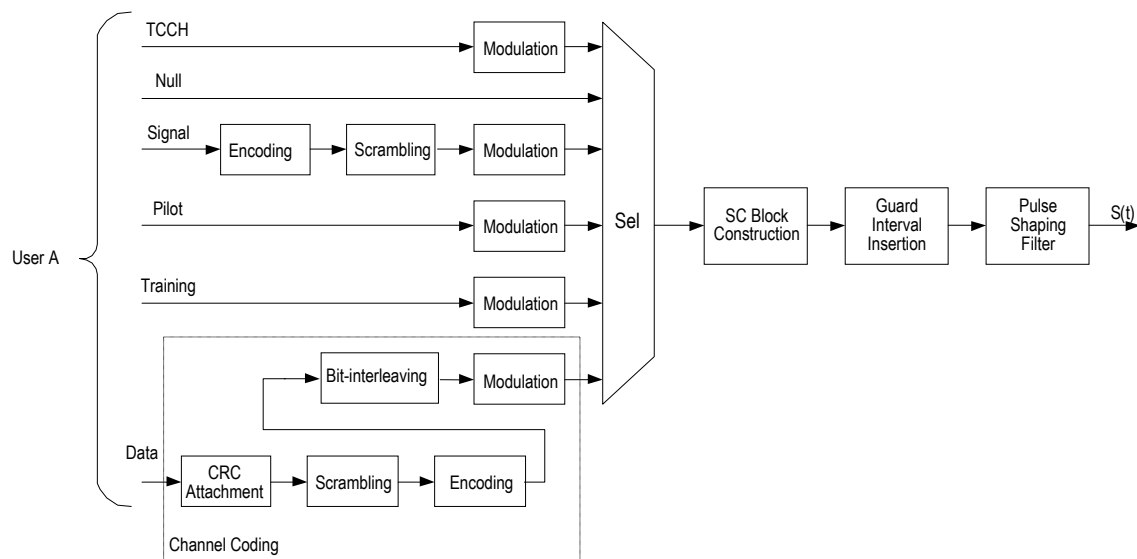 TCCH
Modulation
Null
Signal
Encoding
Scrambling
Modulation
Pilot
Modulation
User A
Training
Modulation
Bit-interleaving
Modulation
Data
CRC
Attachment
Scrambling
Encoding
Channel Coding
Sel
SC Block
Construction
Guard
Interval
Insertion
Pulse
Shaping
Filter
S(t)